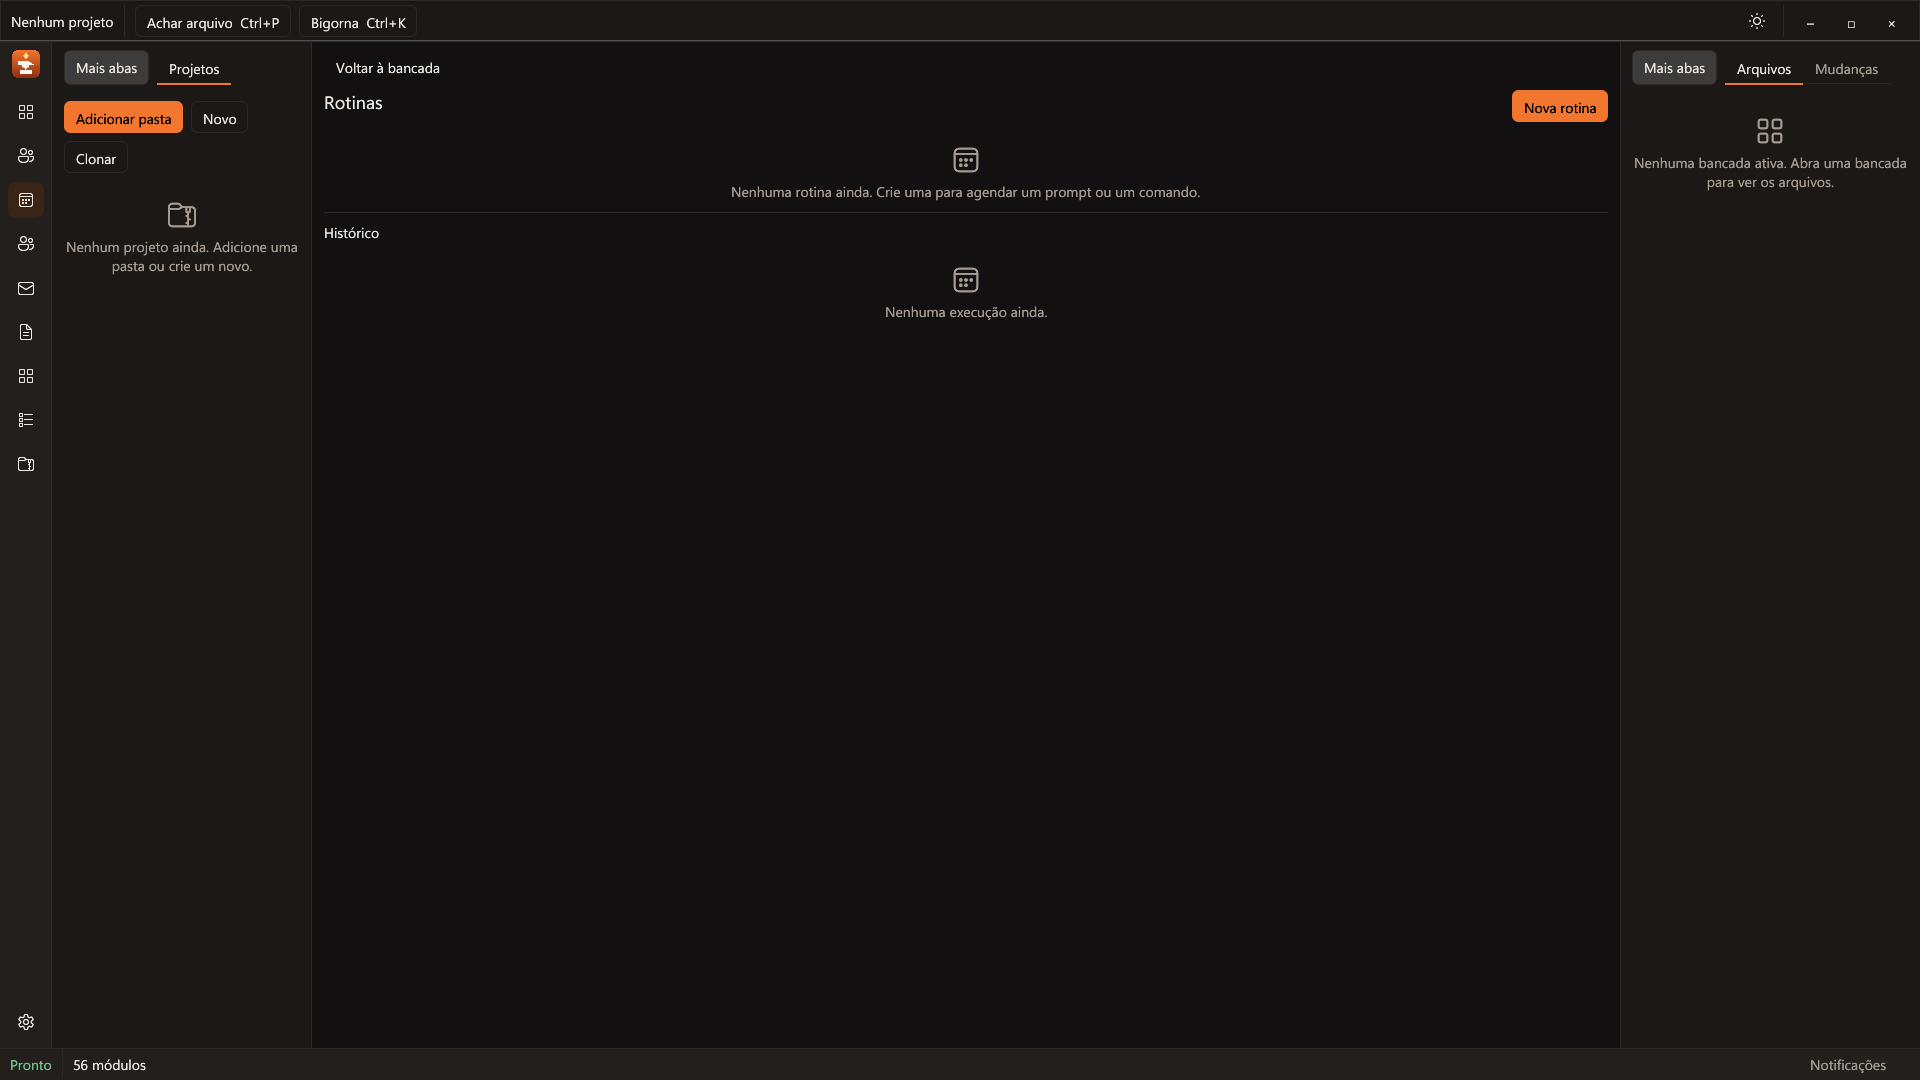 Nenhum projeto
Achar arquivo Ctrl+P
Bigorna Ctrl+K
Mais abas
Projetos
Adicionar pasta
Novo
Clonar
Nenhum projeto ainda. Adicione uma
pasta ou crie um novo.
Voltar à bancada
Rotinas
Nova rotina
Nenhuma rotina ainda. Crie uma para agendar um prompt ou um comando.
Histórico
Nenhuma execução ainda.
Mais abas
Arquivos
Mudanças
Nenhuma bancada ativa. Abra uma bancada
para ver os arquivos.
Pronto
56 módulos
Notificações